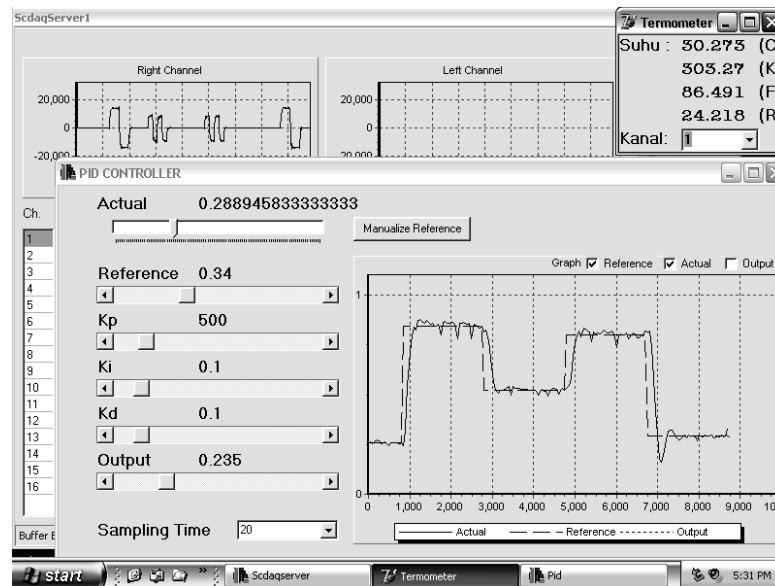 ScdaqServer1
Termometer
Suhu : 30.273 (C
303.27 (K
86.491 (F
24.218 (R
Kanal: 1
Right Channel
Left Channel
20,000
0
-20,000
20,000
0
-20,000
PID CONTROLLER
Ch.
1
2
3
4
5
6
7
8
9
10
11
12
13
14
15
16
Actual 0.288945833333333
Manualize Reference
Reference 0.34
Kp 500
Ki 0.1
Kd 0.1
Output 0.235
Sampling Time 20
Graph Reference Actual Output
1
0
0 1,000 2,000 3,000 4,000 5,000 6,000 7,000 8,000 9,000
Actual Reference Output
Buffer
start Scdaqserver Termometer Pid 5:31 PM